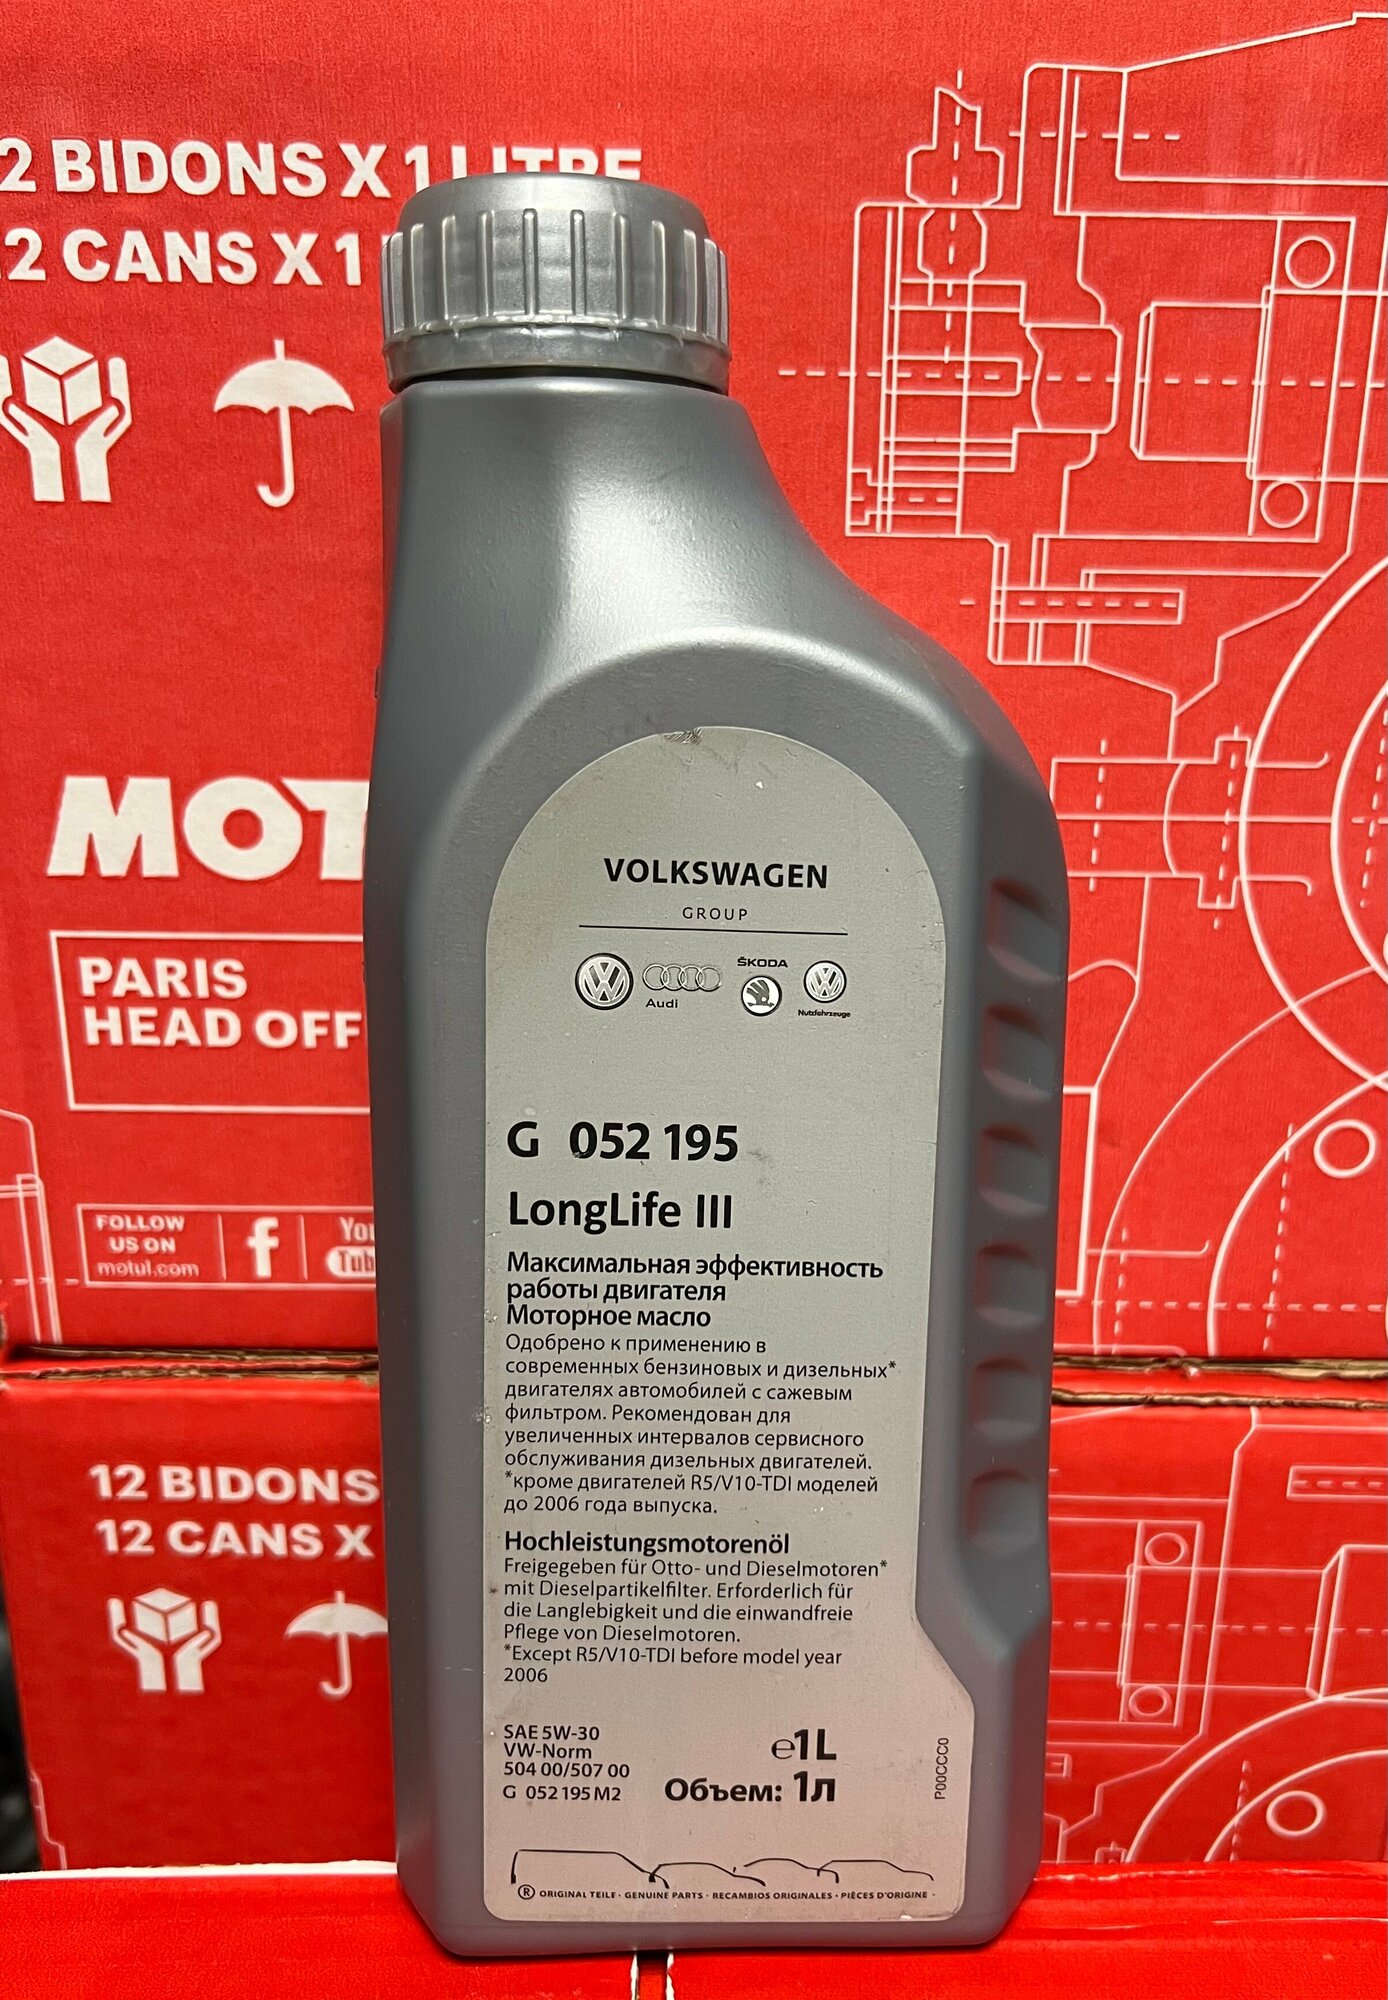 2 BIDONS X 1 LITRE
12 CANS X 1
MOT
PARIS
HEAD OFF
FOLLOW
US ON
motul.com
f
You
Tub
12 BIDONS
12 CANS X
VOLKSWAGEN
GROUP
Audi
ŠKODA
Nutzfahrzeuge
G 052 195
LongLife III
Максимальная эффективность
работы двигателя
Моторное масло
Одобрено к применению в
современных бензиновых и дизельных*
двигателях автомобилей с сажевым
фильтром. Рекомендован для
увеличенных интервалов сервисного
обслуживания дизельных двигателей.
*кроме двигателей R5/V10-TDI моделей
до 2006 года выпуска.
Hochleistungsmotorenöl
Freigegeben für Otto- und Dieselmotoren*
mit Dieselpartikelfilter. Erforderlich für
die Langlebigkeit und die einwandfreie
Pflege von Dieselmotoren.
*Except R5/V10-TDI before model year
2006
SAE 5W-30
VW-Norm
504 00/507 00
G 052 195 M2
℮1L
Объем: 1л
P00CCC0
® ORIGINAL TEILE · GENUINE PARTS · RECAMBIOS ORIGINALES · PIÈCES D'ORIGINE